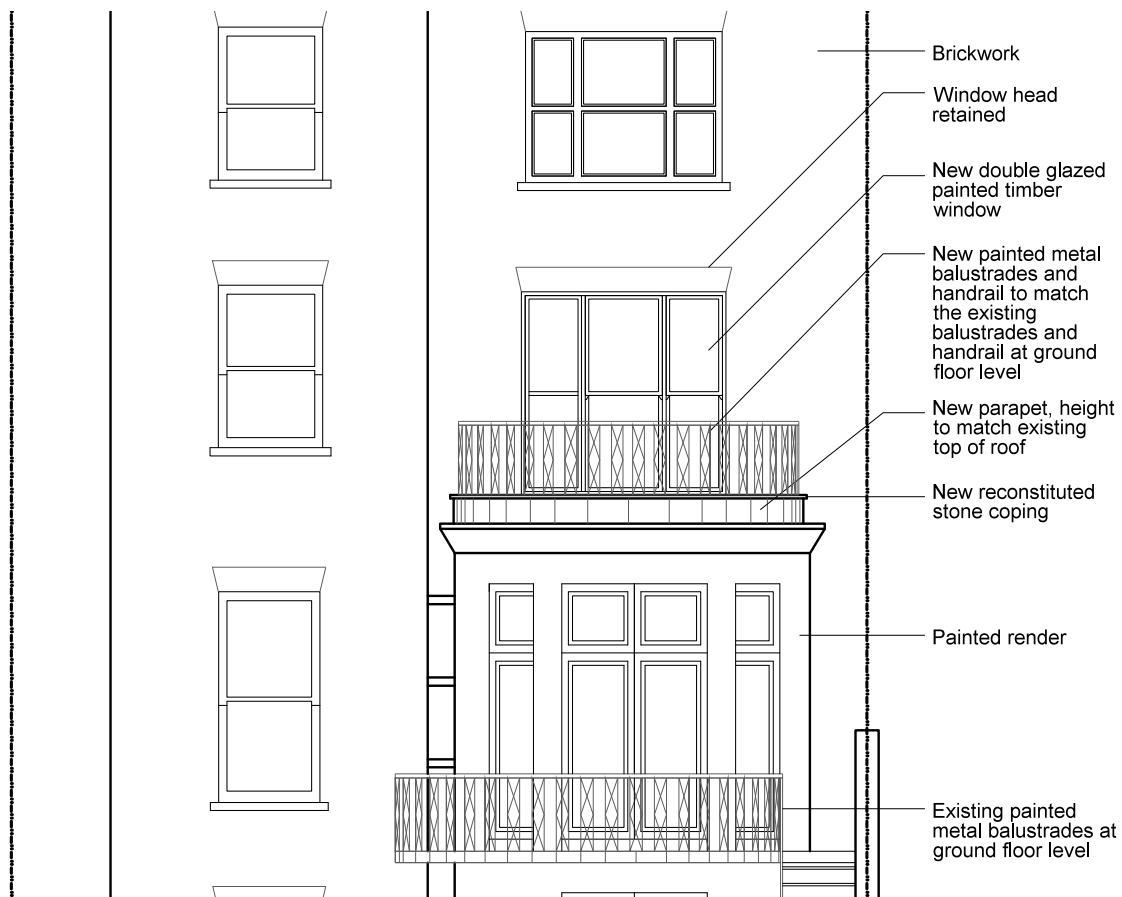 Brickwork
Window head
retained
New double glazed
painted timber
window
New painted metal
balustrades and
handrail to match
the existing
balustrades and
handrail at ground
floor level
New parapet, height
to match existing
top of roof
New reconstituted
stone coping
Painted render
Existing painted
metal balustrades at
ground floor level